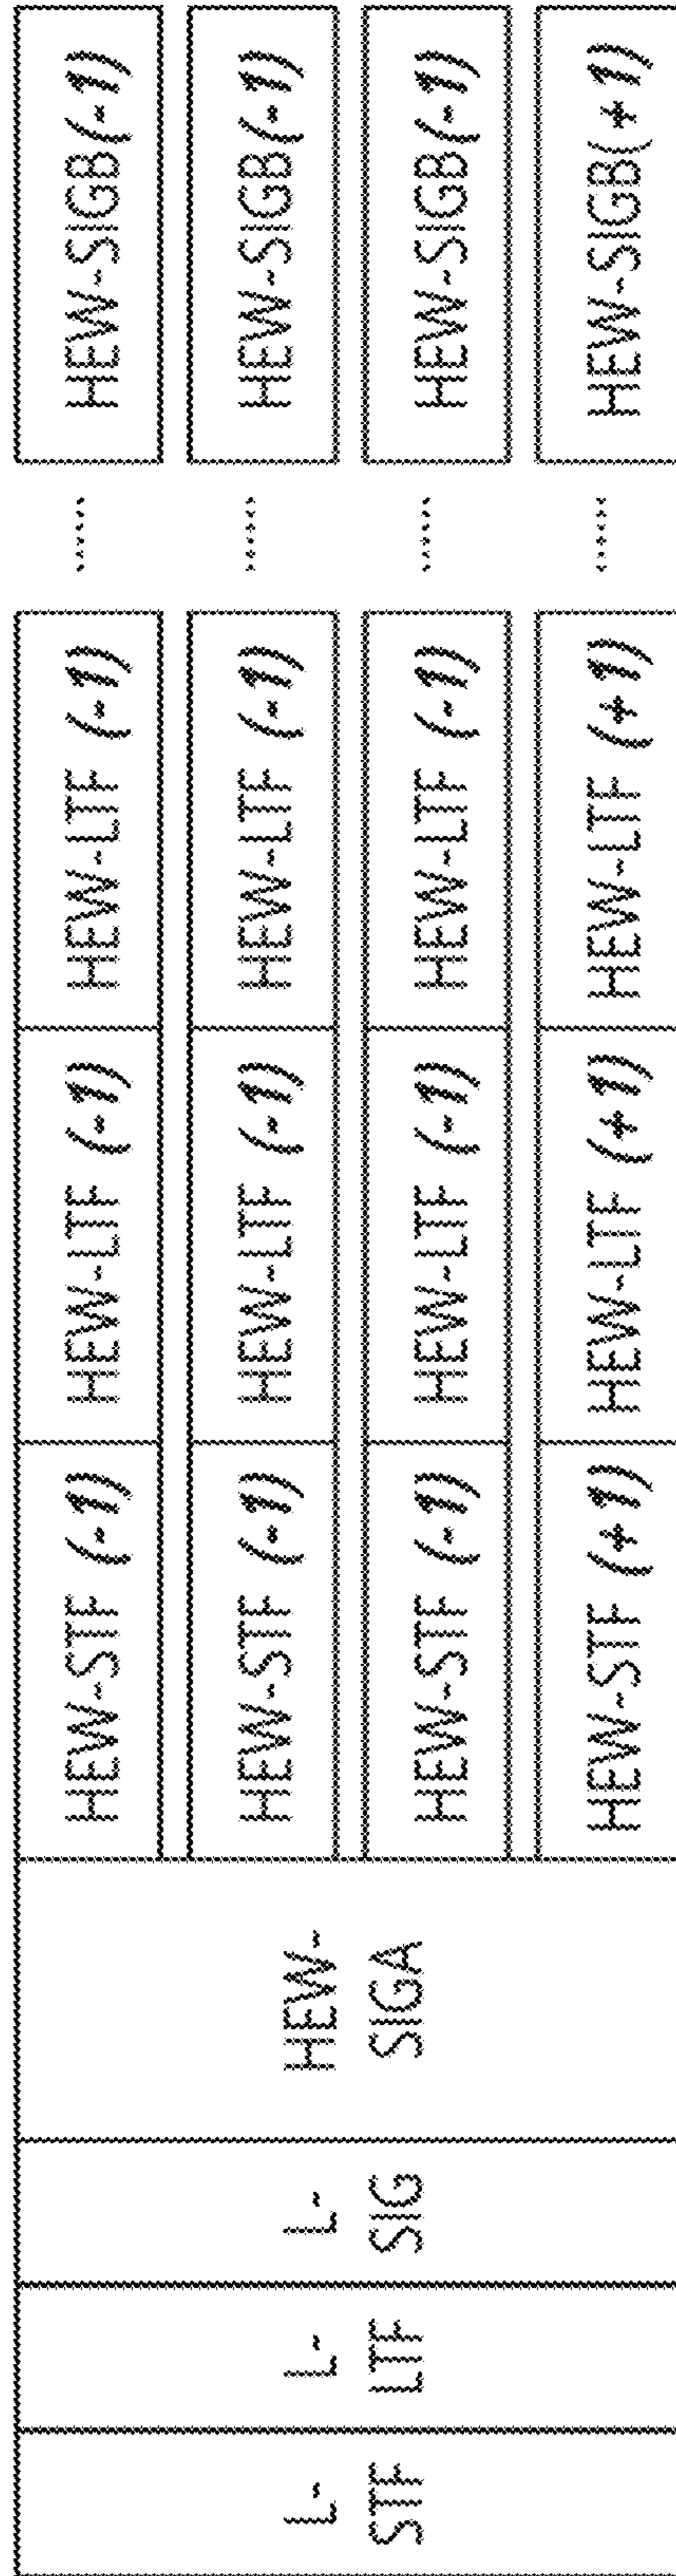 L-
STF
L-
LTF
L-
SIG
HEW-
SIGA
HEW-STF (-1) HEW-LTF (-1) HEW-LTF (-1) ...... HEW-SIGB(-1)
HEW-STF (-1) HEW-LTF (-1) HEW-LTF (-1) ...... HEW-SIGB(-1)
HEW-STF (-1) HEW-LTF (-1) HEW-LTF (-1) ...... HEW-SIGB(-1)
HEW-STF (+1) HEW-LTF (+1) HEW-LTF (+1) ...... HEW-SIGB(+1)